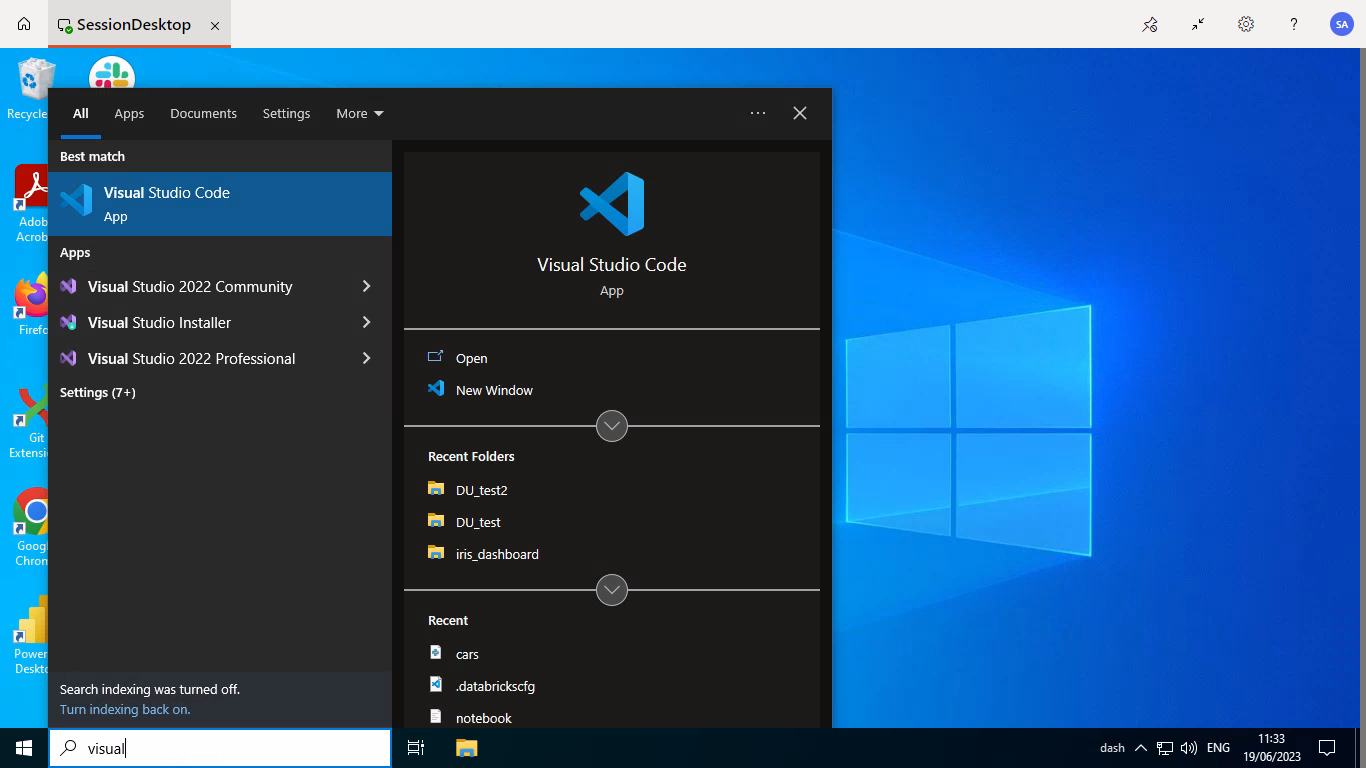 SessionDesktop
?
SA
Recycle
All
Apps
Documents
Settings
More
Best match
Visual Studio Code
App
Apps
Visual Studio 2022 Community
Visual Studio Installer
Visual Studio 2022 Professional
Settings (7+)
Search indexing was turned off.
Turn indexing back on.
Visual Studio Code
App
Open
New Window
Recent Folders
DU_test2
DU_test
iris_dashboard
Recent
cars
.databrickscfg
notebook
Adob
Acrob
Firefo
Git
Extensi
Goog
Chrom
Power
Deskto
visual
dash
ENG
11:33
19/06/2023